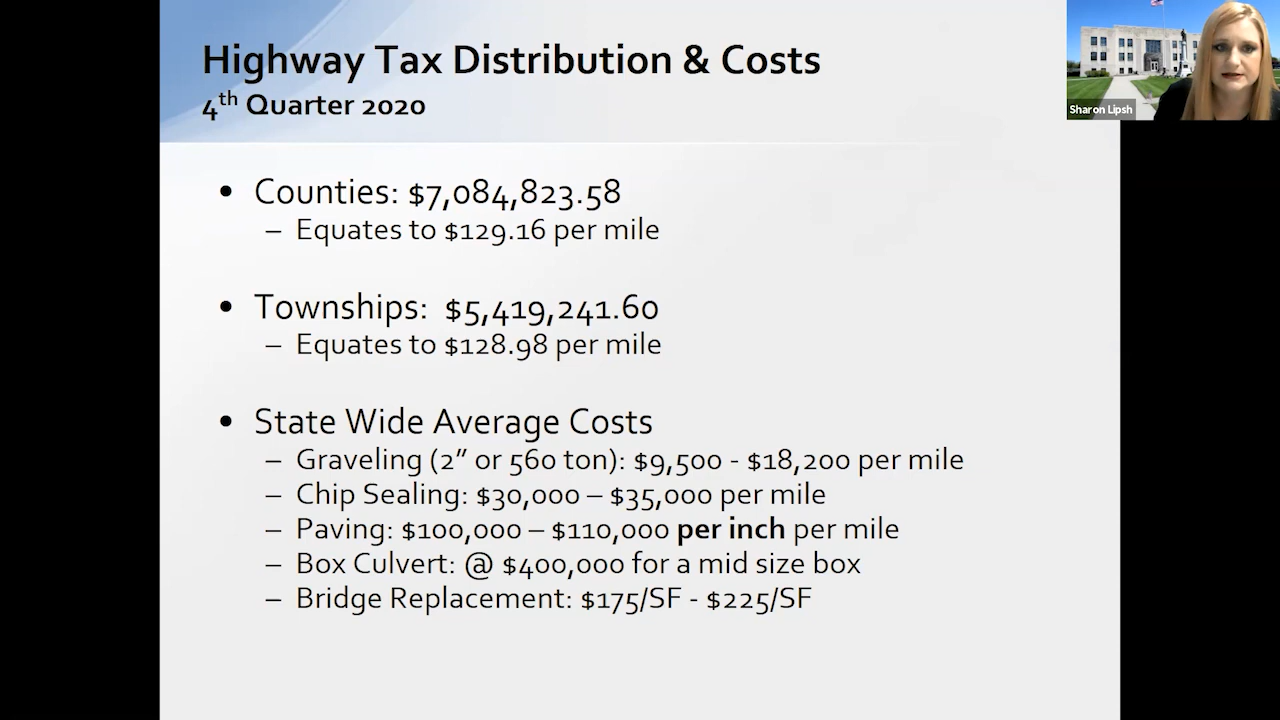 Highway Tax Distribution & Costs
4th Quarter 2020
Sharon Lipsh
• Counties: $7,084,823.58
– Equates to $129.16 per mile
• Townships: $5,419,241.60
– Equates to $128.98 per mile
• State Wide Average Costs
– Graveling (2” or 560 ton): $9,500 - $18,200 per mile
– Chip Sealing: $30,000 – $35,000 per mile
– Paving: $100,000 – $110,000 per inch per mile
– Box Culvert: @ $400,000 for a mid size box
– Bridge Replacement: $175/SF - $225/SF